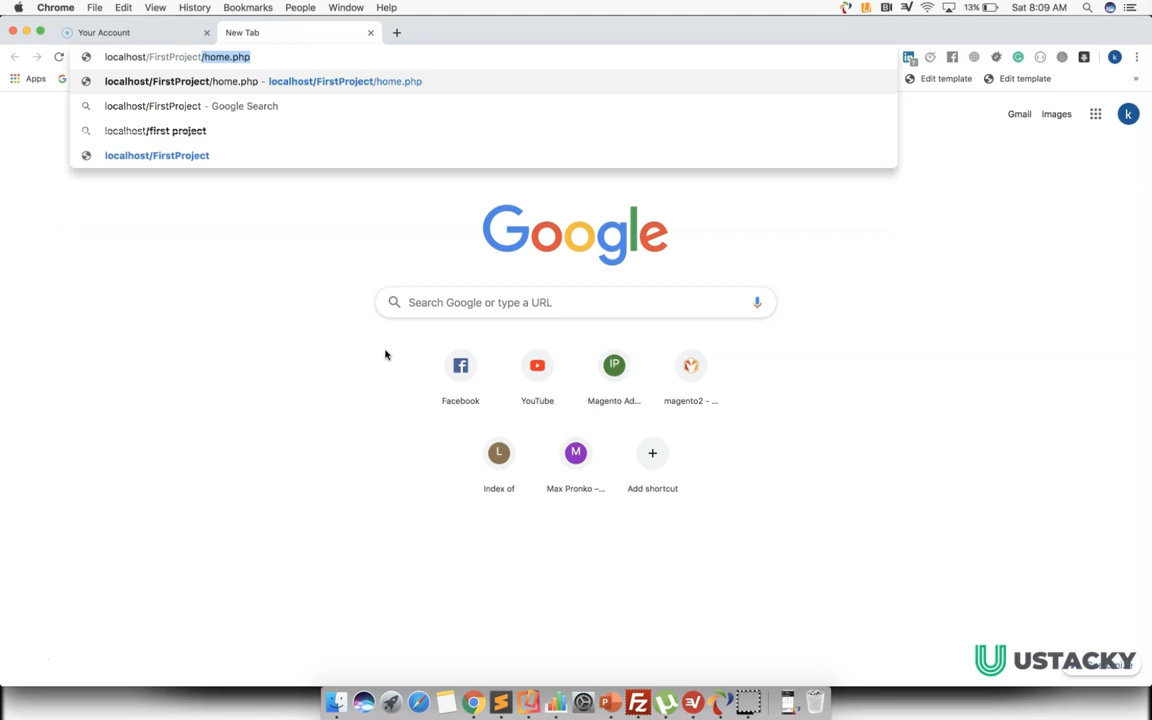 Chrome File Edit View History Bookmarks People Window Help 13% Sat 8:09 AM
Your Account New Tab
localhost/FirstProject/home.php
Apps Edit template Edit template »
localhost/FirstProject/home.php - localhost/FirstProject/home.php
localhost/FirstProject - Google Search
localhost/first project
localhost/FirstProject
Gmail Images k
Google
Search Google or type a URL
IP
Facebook YouTube Magento Ad... magento2 - ...
L M
Index of Max Pronko –... Add shortcut
USTACKY